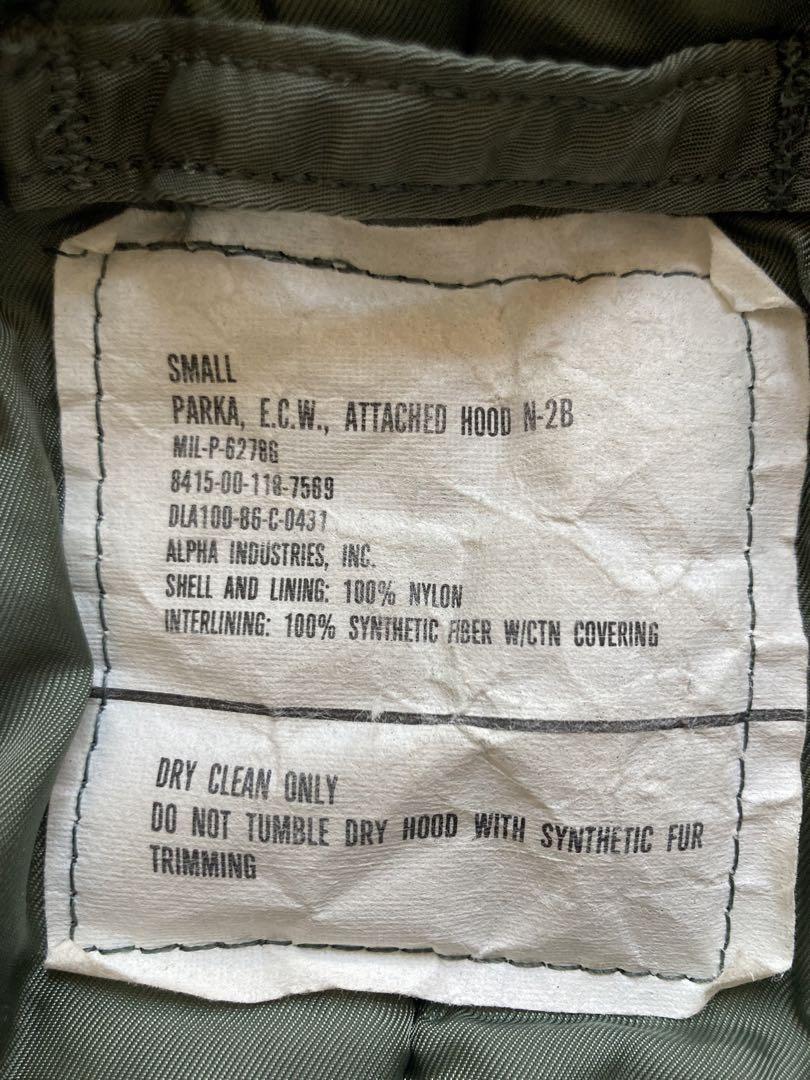 SMALL
PARKA, E.C.W., ATTACHED HOOD N-2B
MIL-P-6278G
8415-00-118-7569
DLA100-86-C-0431
ALPHA INDUSTRIES, INC.
SHELL AND LINING: 100% NYLON
INTERLINING: 100% SYNTHETIC FIBER W/CTN COVERING
DRY CLEAN ONLY
DO NOT TUMBLE DRY HOOD WITH SYNTHETIC FUR
TRIMMING